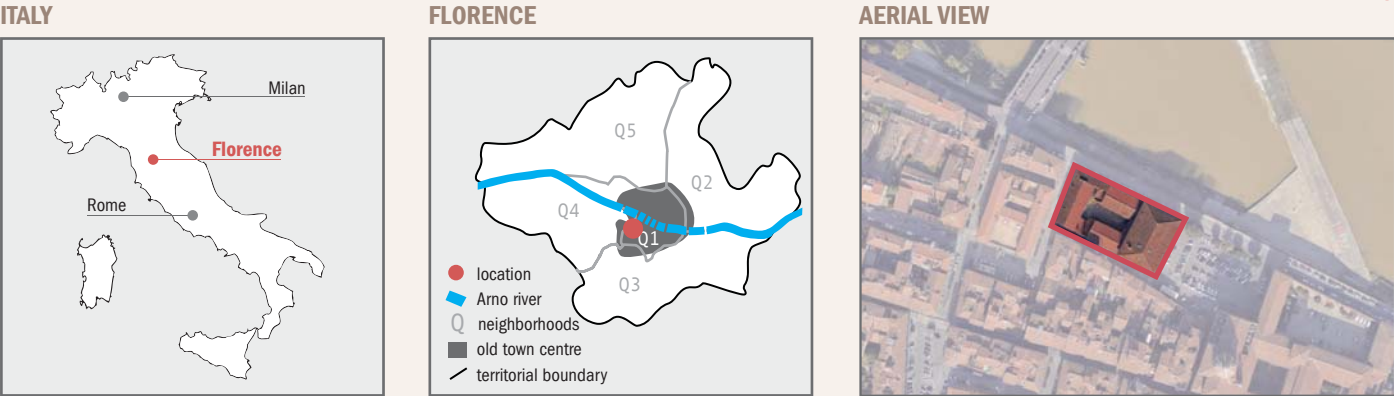 ITALY
Milan
Florence
Rome
FLORENCE
Q5
Q2
Q4
Q1
Q3
location
Arno river
Q neighborhoods
old town centre
territorial boundary
AERIAL VIEW